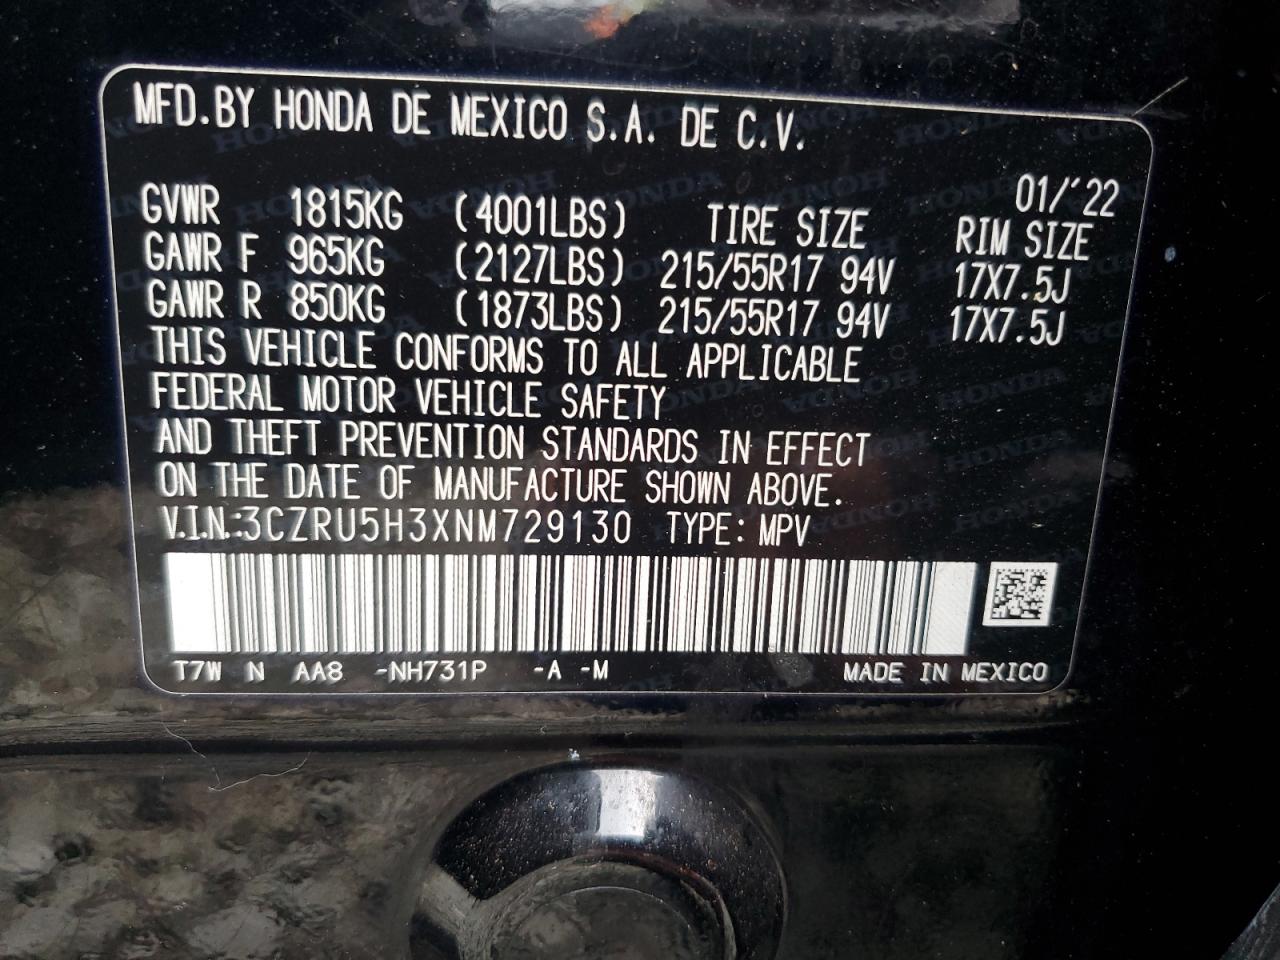 MFD.BY HONDA DE MEXICO S.A. DE C.V.
01/'22
GVWR 1815KG (4001LBS) TIRE SIZE RIM SIZE
GAWR F 965KG (2127LBS) 215/55R17 94V 17X7.5J
GAWR R 850KG (1873LBS) 215/55R17 94V 17X7.5J
THIS VEHICLE CONFORMS TO ALL APPLICABLE
FEDERAL MOTOR VEHICLE SAFETY
AND THEFT PREVENTION STANDARDS IN EFFECT
ON THE DATE OF MANUFACTURE SHOWN ABOVE.
V.I.N.:3CZRU5H3XNM729130 TYPE: MPV
T7W N AA8 -NH731P -A -M MADE IN MEXICO